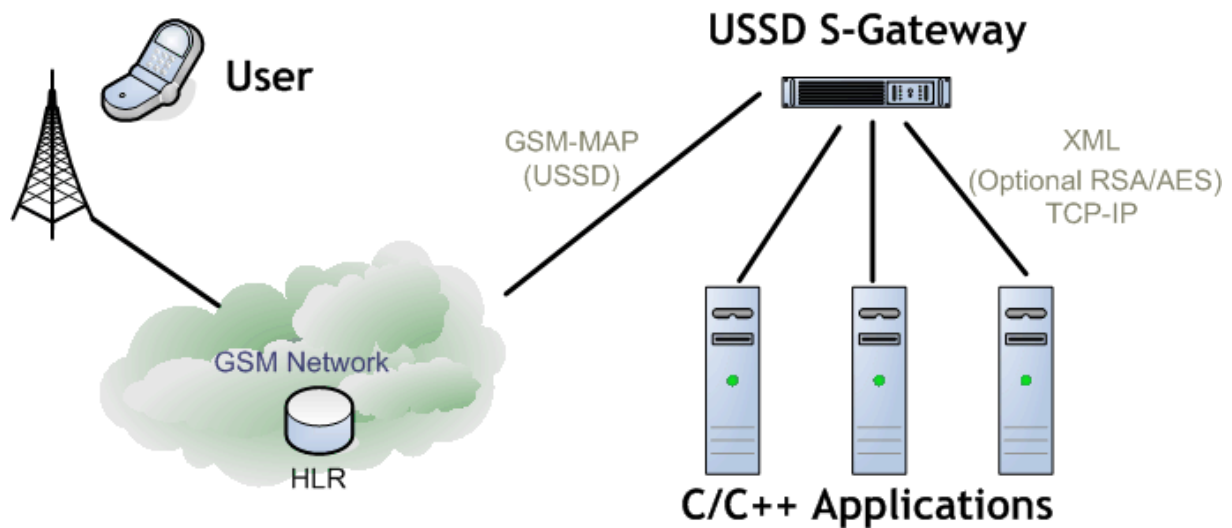 USSD S-Gateway
User
GSM-MAP
(USSD)
XML
(Optional RSA/AES)
TCP-IP
GSM Network
HLR
C/C++ Applications